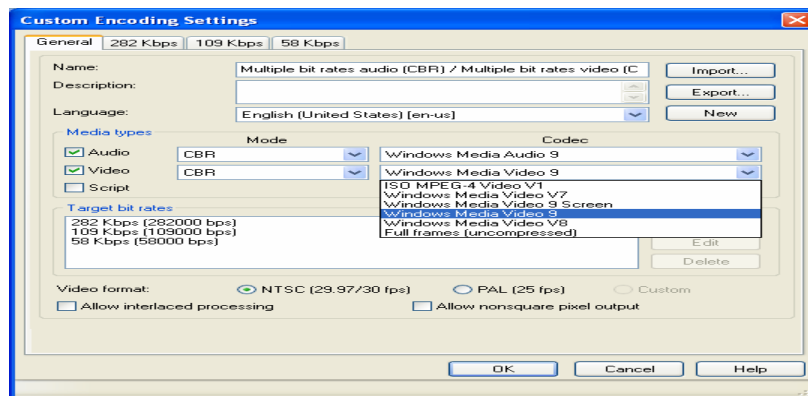 Custom Encoding Settings
General 282 Kbps 109 Kbps 58 Kbps
Name: Multiple bit rates audio (CBR) / Multiple bit rates video (C Import...
Description: Export...
Language: English (United States) [en-us] New
Media types
Mode Codec
Audio CBR Windows Media Audio 9
Video CBR Windows Media Video 9
Script
ISO MPEG-4 Video V1
Windows Media Video V7
Windows Media Video 9 Screen
Windows Media Video 9
Windows Media Video V8
Full frames (uncompressed)
Target bit rates
282 Kbps (282000 bps)
109 Kbps (109000 bps)
58 Kbps (58000 bps)
Edit
Delete
Video format: NTSC (29.97/30 fps) PAL (25 fps) Custom
Allow interlaced processing Allow nonsquare pixel output
OK Cancel Help